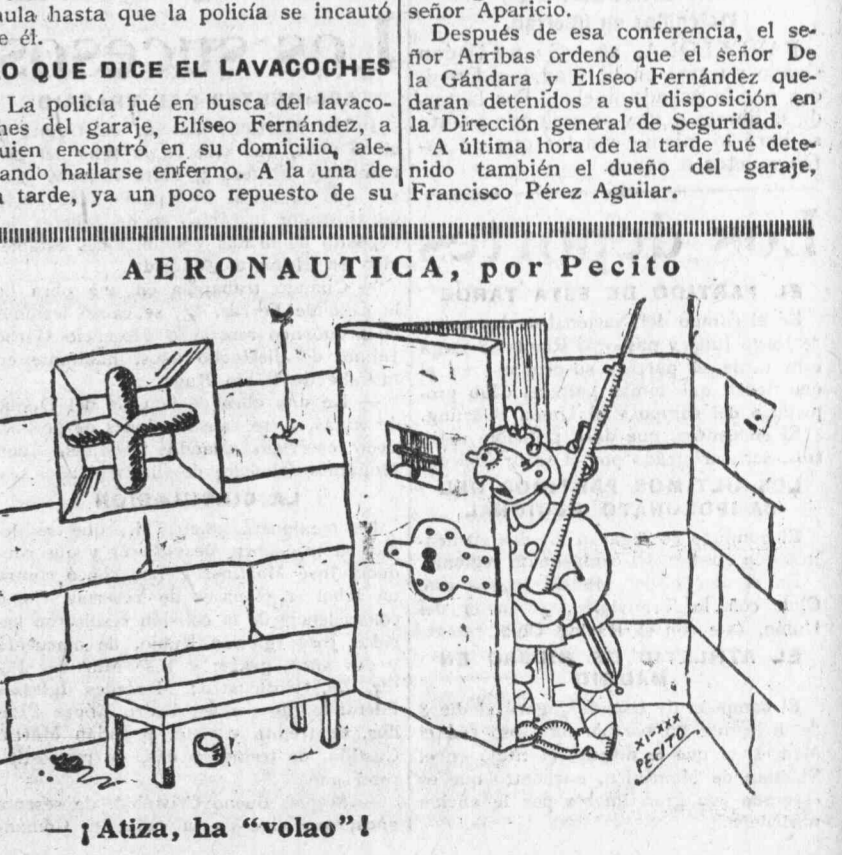 aula hasta que la policía se incautó
e él.
O QUE DICE EL LAVACOCHES
La policía fué en busca del lavaco-
hes del garaje, Elíseo Fernández, a
uien encontró en su domicilio, ale-
ando hallarse enfermo. A la una de
a tarde, ya un poco repuesto de su
señor Aparicio.
Después de esa conferencia, el se-
ñor Arribas ordenó que el señor De
la Gándara y Elíseo Fernández que-
daran detenidos a su disposición en
la Dirección general de Seguridad.
A última hora de la tarde fué dete-
nido también el dueño del garaje,
Francisco Pérez Aguilar.
AERONAUTICA, por Pecito
PECITO
xxx
¡Atiza, ha "volao"!